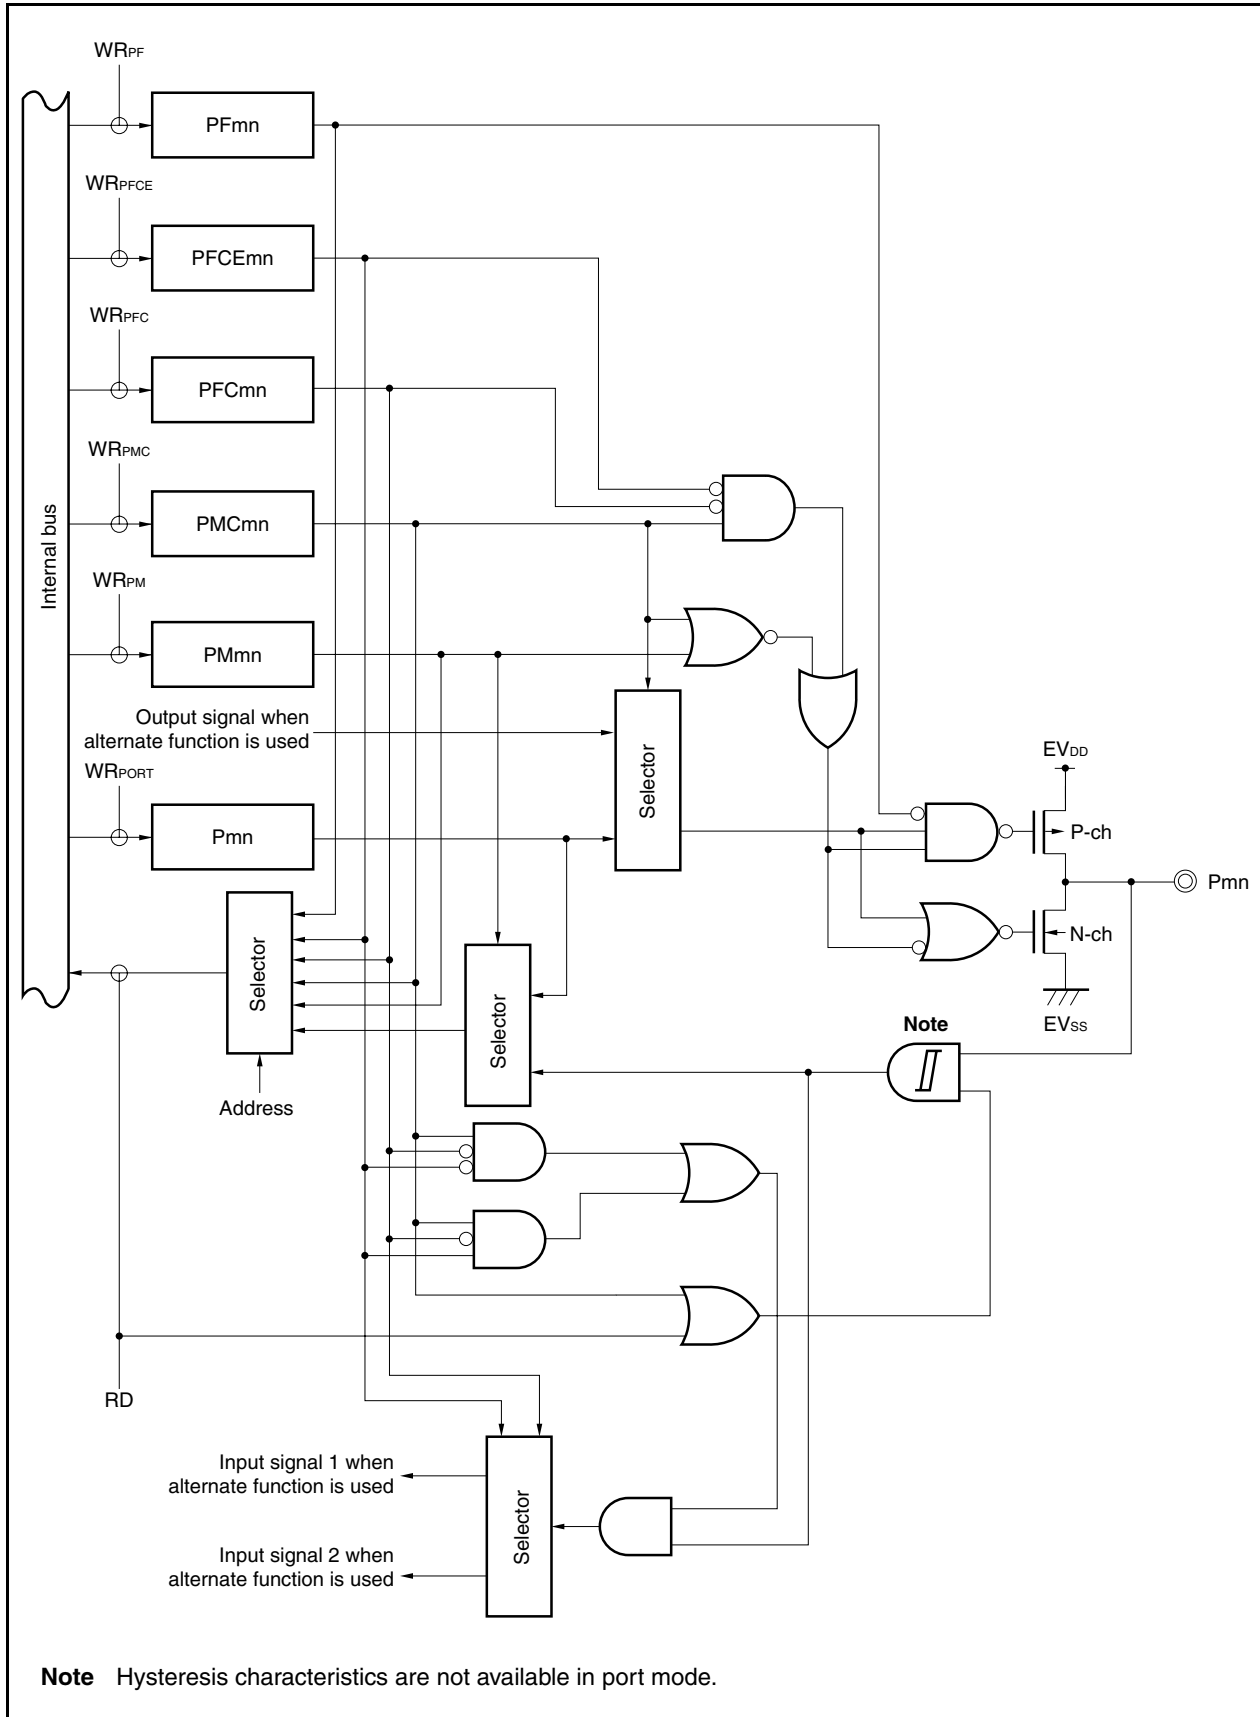 WRPF
PFmn
WRPFCE
PFCEmn
WRPFC
PFCmn
WRPMC
PMCmn
Internal bus
WRPM
PMmn
Output signal when
alternate function is used
Selector
WRPORT
Pmn
EVDD
P-ch
Pmn
N-ch
EVSS
Selector
Selector
Note
Address
RD
Input signal 1 when
alternate function is used
Selector
Input signal 2 when
alternate function is used
Note Hysteresis characteristics are not available in port mode.